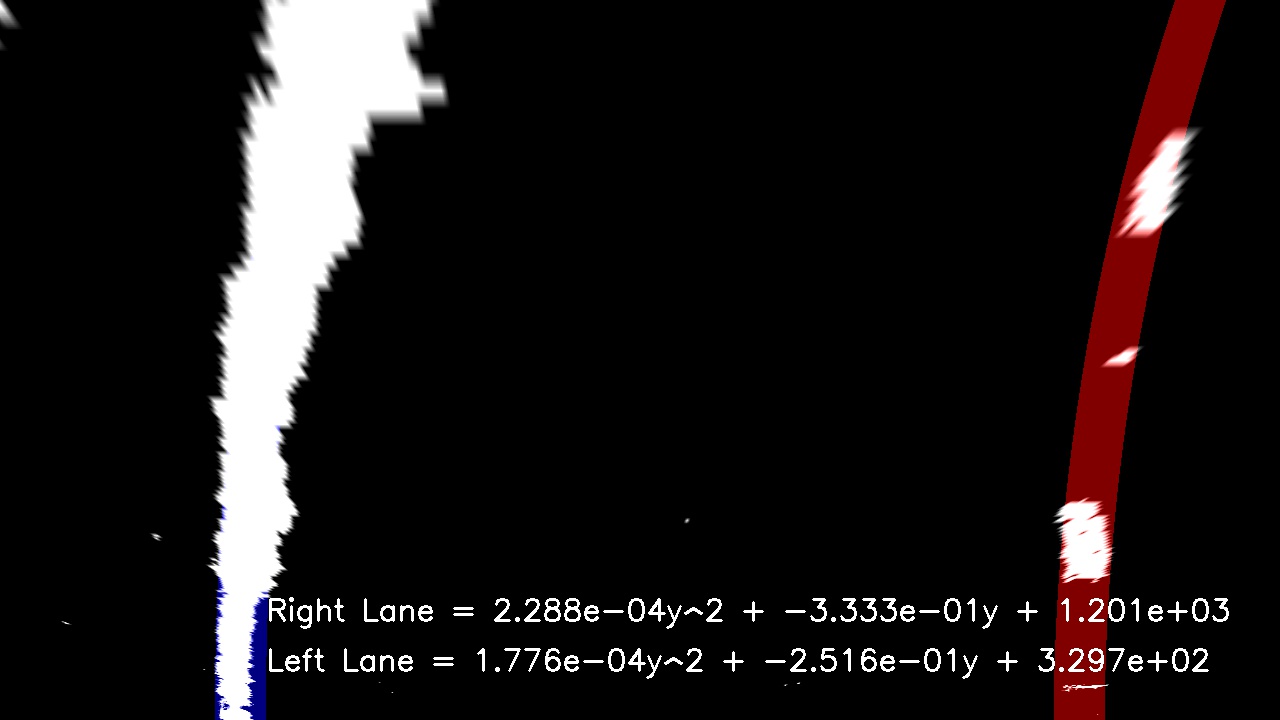 Right Lane = 2.288e-04y^2 + -3.333e-01y + 1.201e+03
Left Lane = 1.776e-04y^2 + -2.516e-01y + 3.297e+02